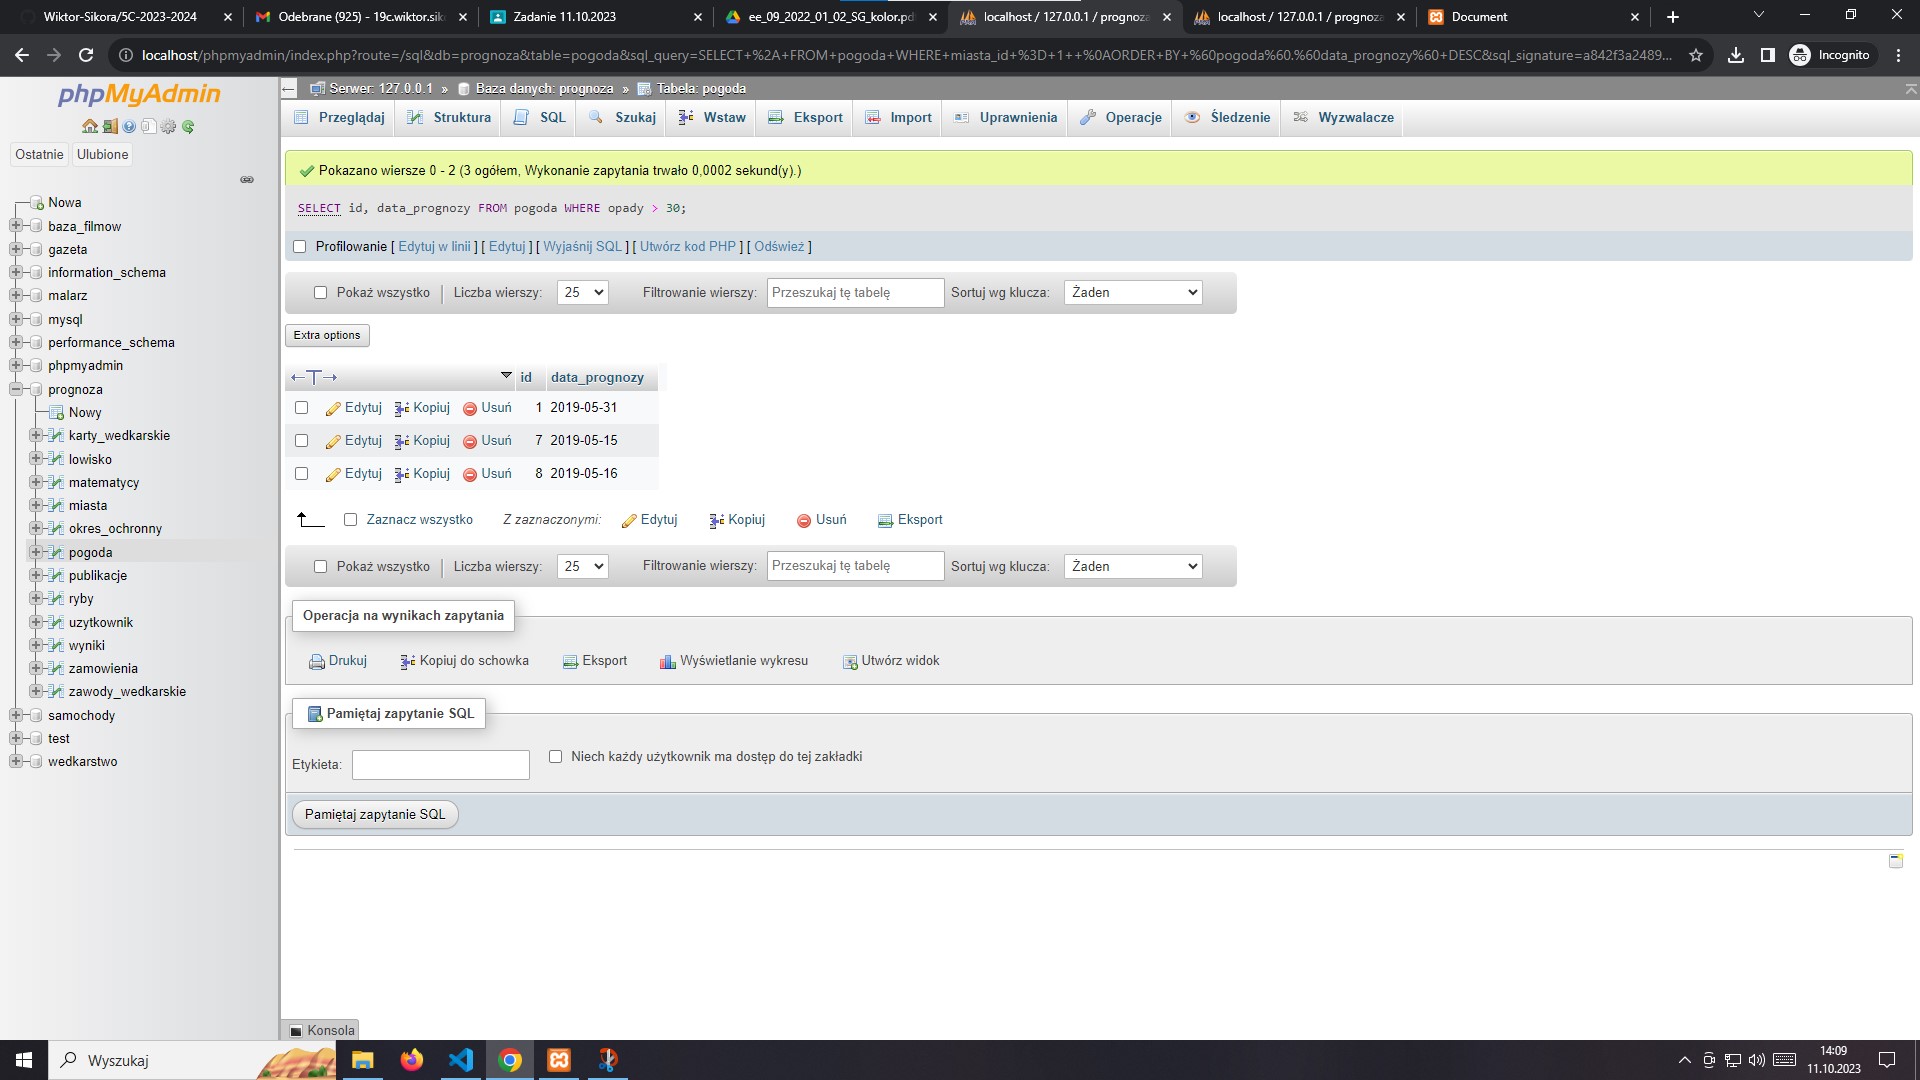 Wiktor-Sikora/5C-2023-2024
Odebrane (925) - 19c.wiktor.sik
Zadanie 11.10.2023
ee_09_2022_01_02_SG_kolor.pd
localhost / 127.0.0.1 / prognoza
localhost / 127.0.0.1 / prognoza
Document
localhost/phpmyadmin/index.php?route=/sql&db=prognoza&table=pogoda&sql_query=SELECT+%2A+FROM+pogoda+WHERE+miasta_id+%3D+1++%0AORDER+BY+%60pogoda%60.%60data_prognozy%60+DESC&sql_signature=a842f3a2489...
Incognito
phpMyAdmin
Ostatnie
Ulubione
Nowa
baza_filmow
gazeta
information_schema
malarz
mysql
performance_schema
phpmyadmin
prognoza
Nowy
karty_wedkarskie
lowisko
matematycy
miasta
okres_ochronny
pogoda
publikacje
ryby
uzytkownik
wyniki
zamowienia
zawody_wedkarskie
samochody
test
wedkarstwo
Serwer: 127.0.0.1 » Baza danych: prognoza » Tabela: pogoda
Przeglądaj Struktura SQL Szukaj Wstaw Eksport Import Uprawnienia Operacje Śledzenie Wyzwalacze
Pokazano wiersze 0 - 2 (3 ogółem, Wykonanie zapytania trwało 0,0002 sekund(y).)
SELECT id, data_prognozy FROM pogoda WHERE opady > 30;
Profilowanie [ Edytuj w linii ] [ Edytuj ] [ Wyjaśnij SQL ] [ Utwórz kod PHP ] [ Odśwież ]
Pokaż wszystko Liczba wierszy: 25 Filtrowanie wierszy: Przeszukaj tę tabelę Sortuj wg klucza: Żaden
Extra options
id data_prognozy
Edytuj Kopiuj Usuń 1 2019-05-31
Edytuj Kopiuj Usuń 7 2019-05-15
Edytuj Kopiuj Usuń 8 2019-05-16
Zaznacz wszystko Z zaznaczonymi: Edytuj Kopiuj Usuń Eksport
Pokaż wszystko Liczba wierszy: 25 Filtrowanie wierszy: Przeszukaj tę tabelę Sortuj wg klucza: Żaden
Operacja na wynikach zapytania
Drukuj Kopiuj do schowka Eksport Wyświetlanie wykresu Utwórz widok
Pamiętaj zapytanie SQL
Etykieta: Niech każdy użytkownik ma dostęp do tej zakładki
Pamiętaj zapytanie SQL
Konsola
Wyszukaj
14:09
11.10.2023